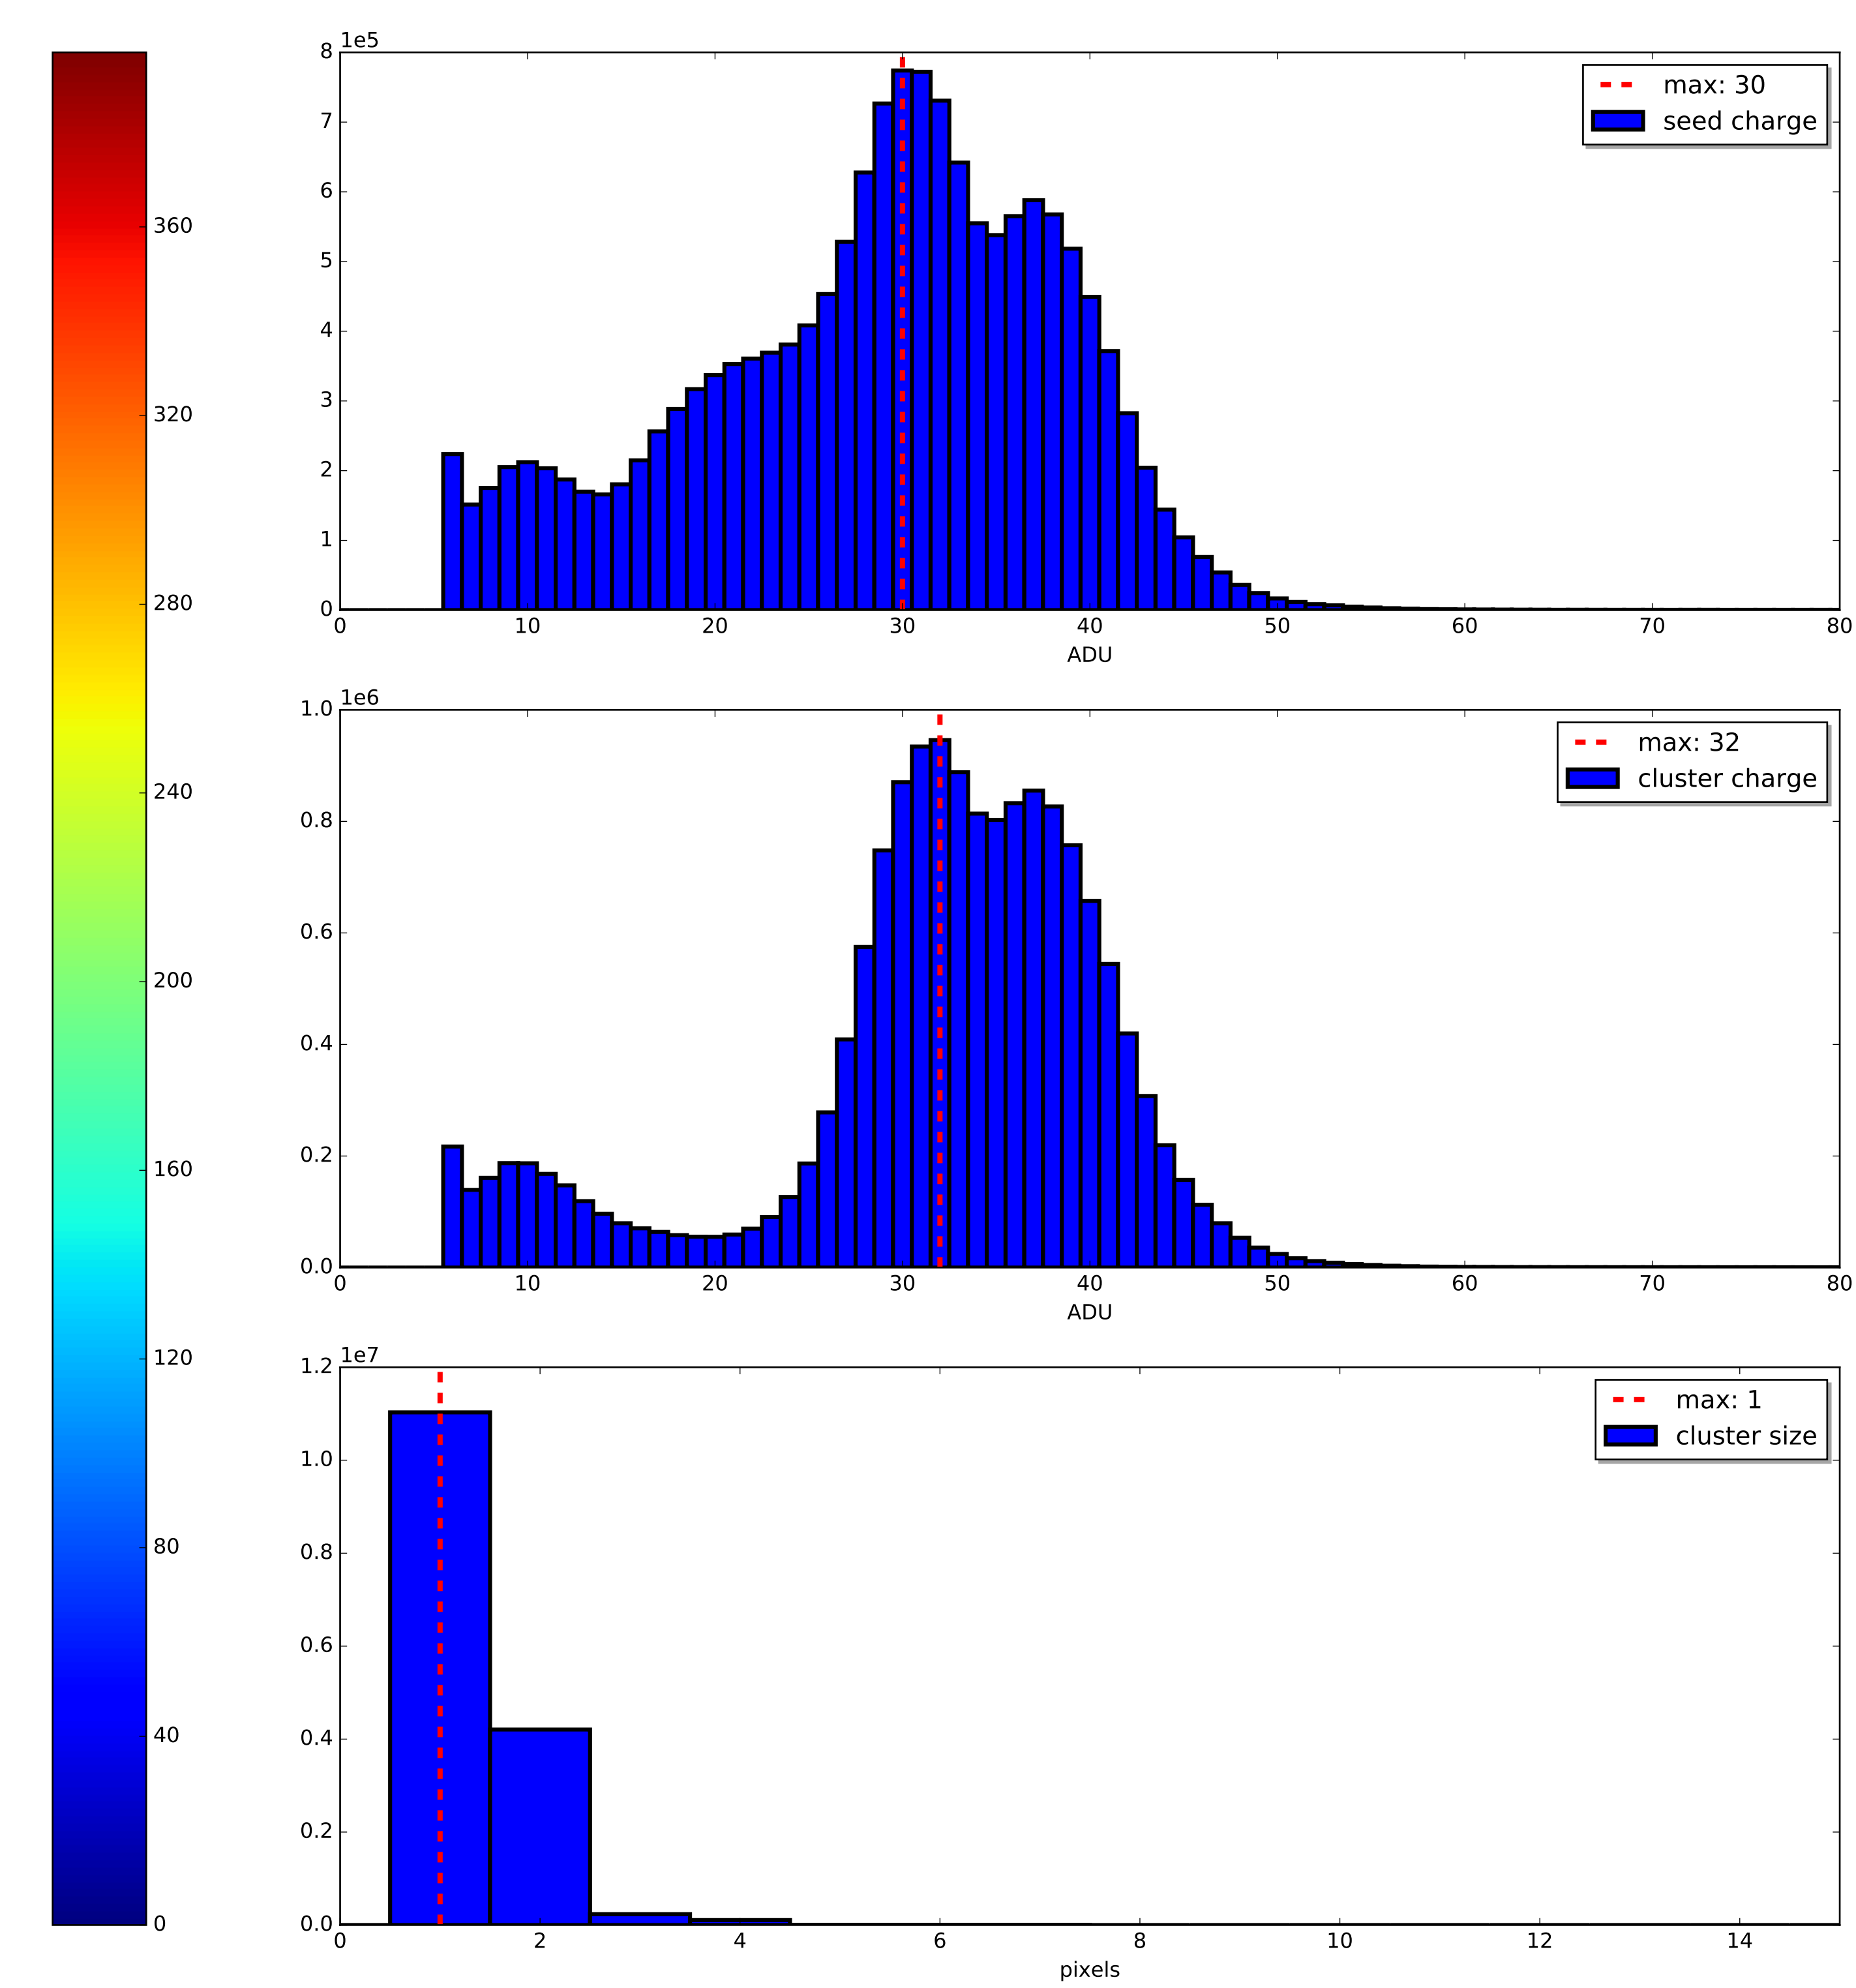 360
320
280
240
200
160
120
80
40
0
1e5
8
7
6
5
4
3
2
1
0
0 10 20 30 40 50 60 70 80
ADU
max: 30
seed charge
1e6
1.0
0.8
0.6
0.4
0.2
0.0
0 10 20 30 40 50 60 70 80
ADU
max: 32
cluster charge
1e7
1.2
1.0
0.8
0.6
0.4
0.2
0.0
0 2 4 6 8 10 12 14
pixels
max: 1
cluster size